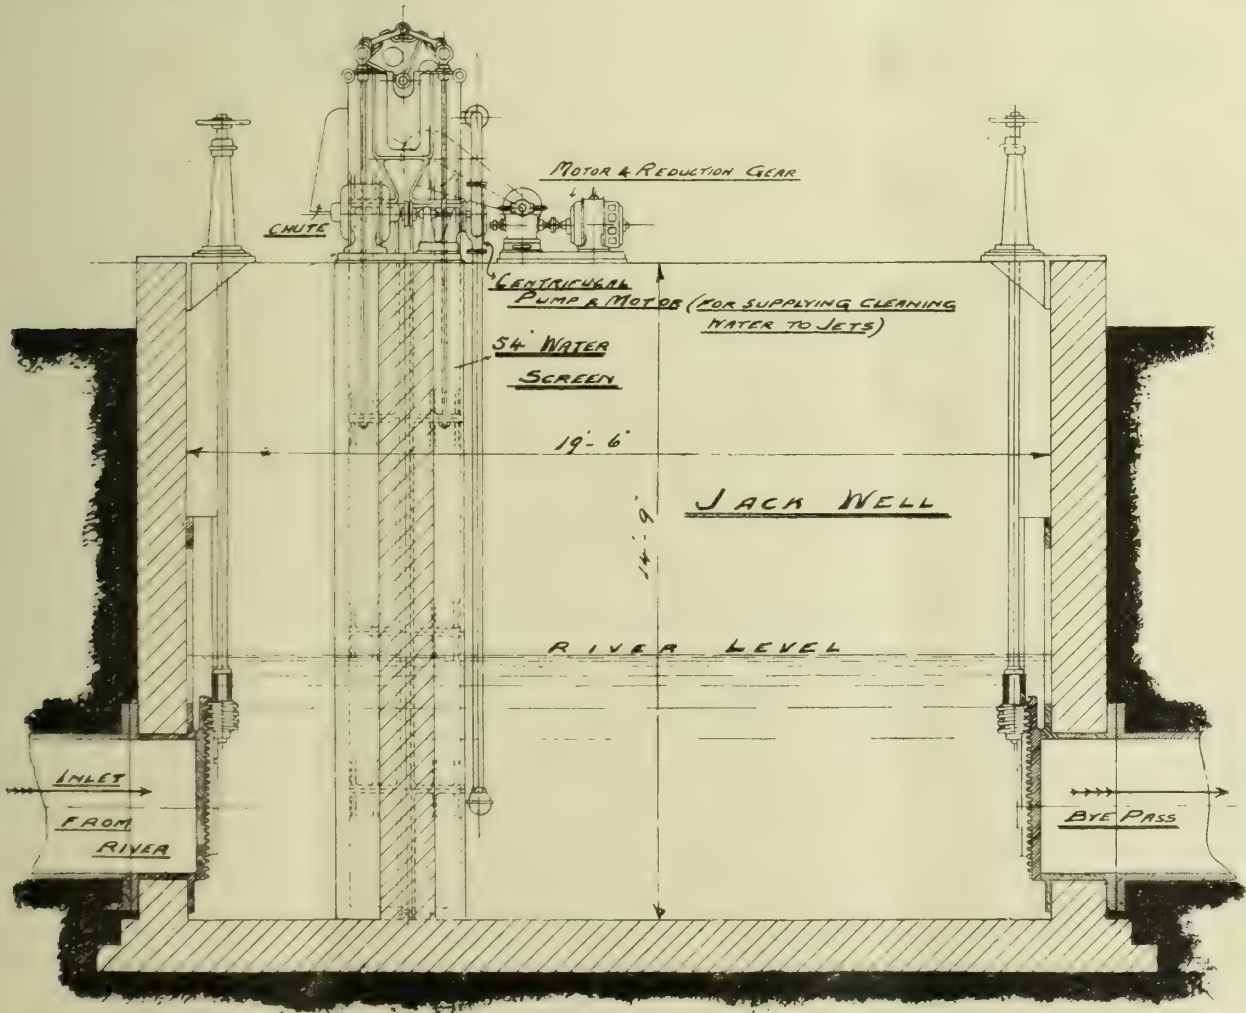 MOTOR & REDUCTION GEAR
CHUTE
CENTRIFUGAL
PUMP & MOTOR (FOR SUPPLYING CLEANING
WATER TO JETS)
54" WATER
SCREEN
19'-6"
JACK WELL
14'-9"
RIVER LEVEL
INLET
FROM
RIVER
BYE PASS